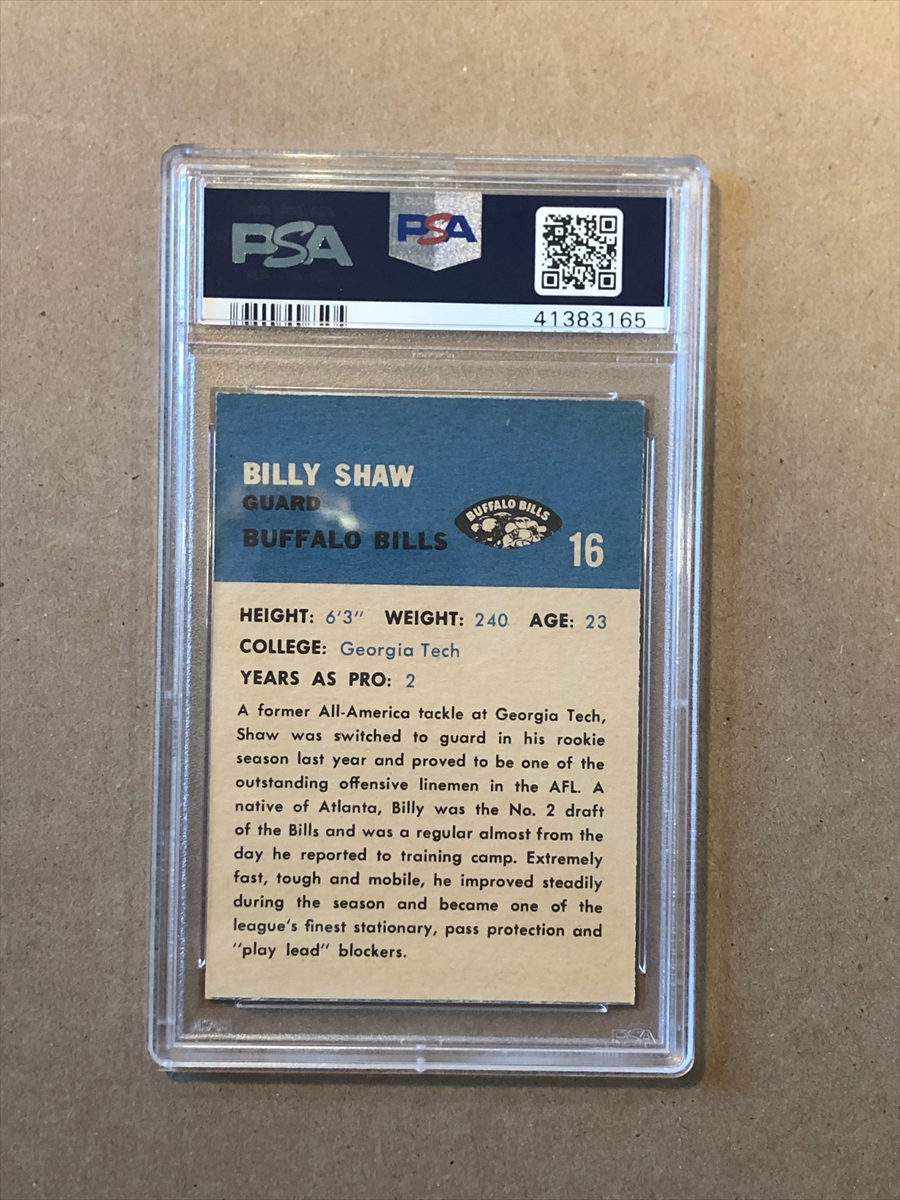 PSA
PSA
41383165
BILLY SHAW
GUARD
BUFFALO BILLS
BUFFALO BILLS
16
HEIGHT: 6'3" WEIGHT: 240 AGE: 23
COLLEGE: Georgia Tech
YEARS AS PRO: 2
A former All-America tackle at Georgia Tech,
Shaw was switched to guard in his rookie
season last year and proved to be one of the
outstanding offensive linemen in the AFL. A
native of Atlanta, Billy was the No. 2 draft
of the Bills and was a regular almost from the
day he reported to training camp. Extremely
fast, tough and mobile, he improved steadily
during the season and became one of the
league's finest stationary, pass protection and
"play lead" blockers.
PSA